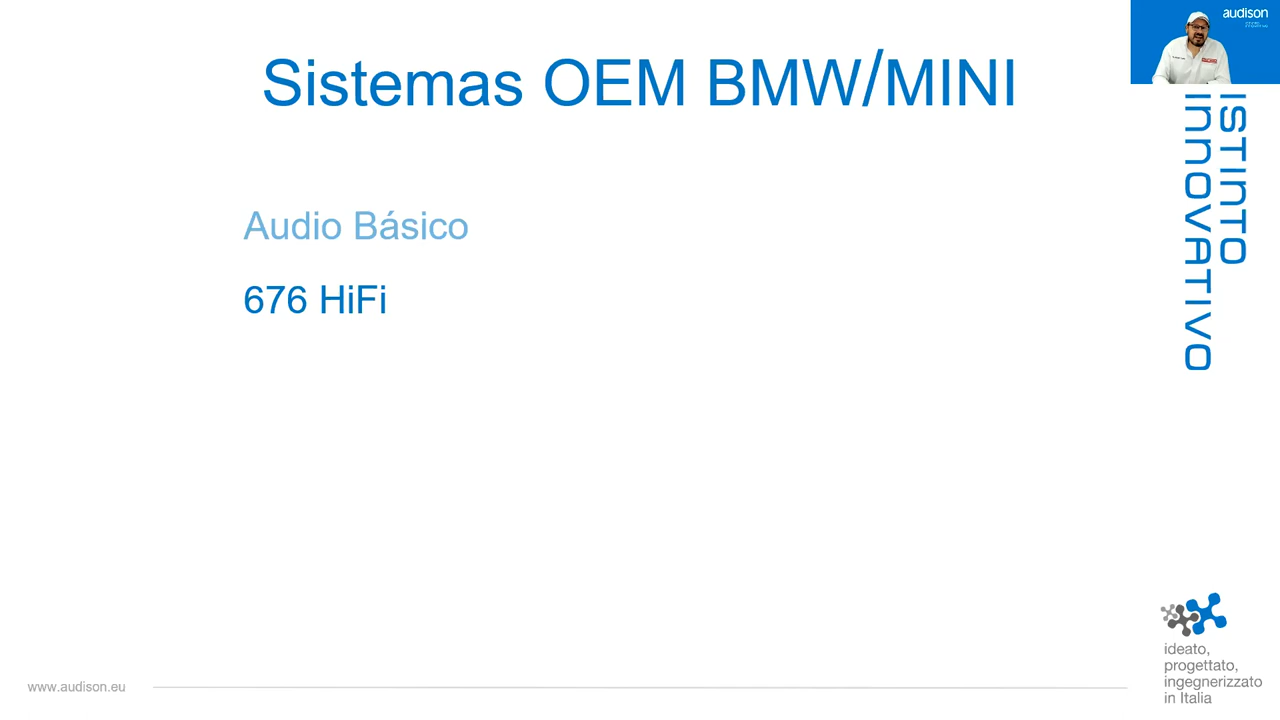 Sistemas OEM BMW/MINI
audison
Audio Básico
676 HiFi
ISTINTO
INNOVATIVO
ideato,
progettato,
ingegnerizzato
in Italia
www.audison.eu